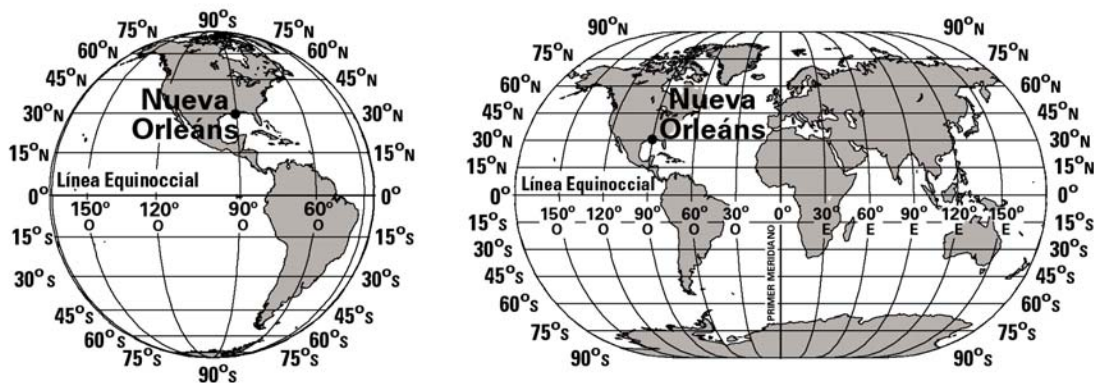 90°S
75°N 75°N
60°N 60°N
45°N 45°N
30°N 30°N
Nueva
Orleáns
15°N 15°N
Línea Equinoccial
0° 0°
150° 120° 90° 60°
O O O O
15°S 15°S
30°S 30°S
45°S 45°S
60°S 60°S
75°S 75°S
90°S
90°N 90°N
75°N 75°N
60°N 60°N
45°N 45°N
30°N 30°N
Nueva
Orleáns
15°N 15°N
Línea Equinoccial
0° 0°
150° 120° 90° 60° 30° 0° 30° 60° 90° 120° 150°
O O O O O E E E E E
15°S 15°S
PRIMER MERIDIANO
30°S 30°S
45°S 45°S
60°S 60°S
75°S 75°S
90°S 90°S